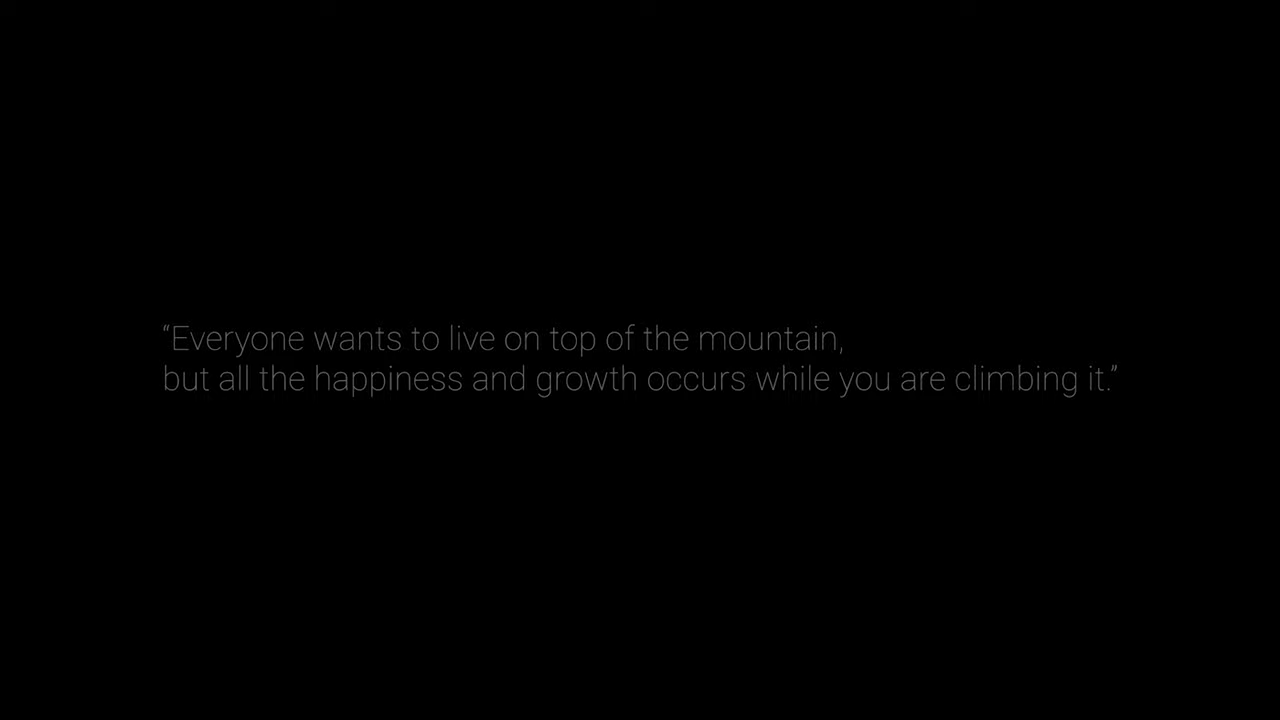 “Everyone wants to live on top of the mountain,
but all the happiness and growth occurs while you are climbing it.”